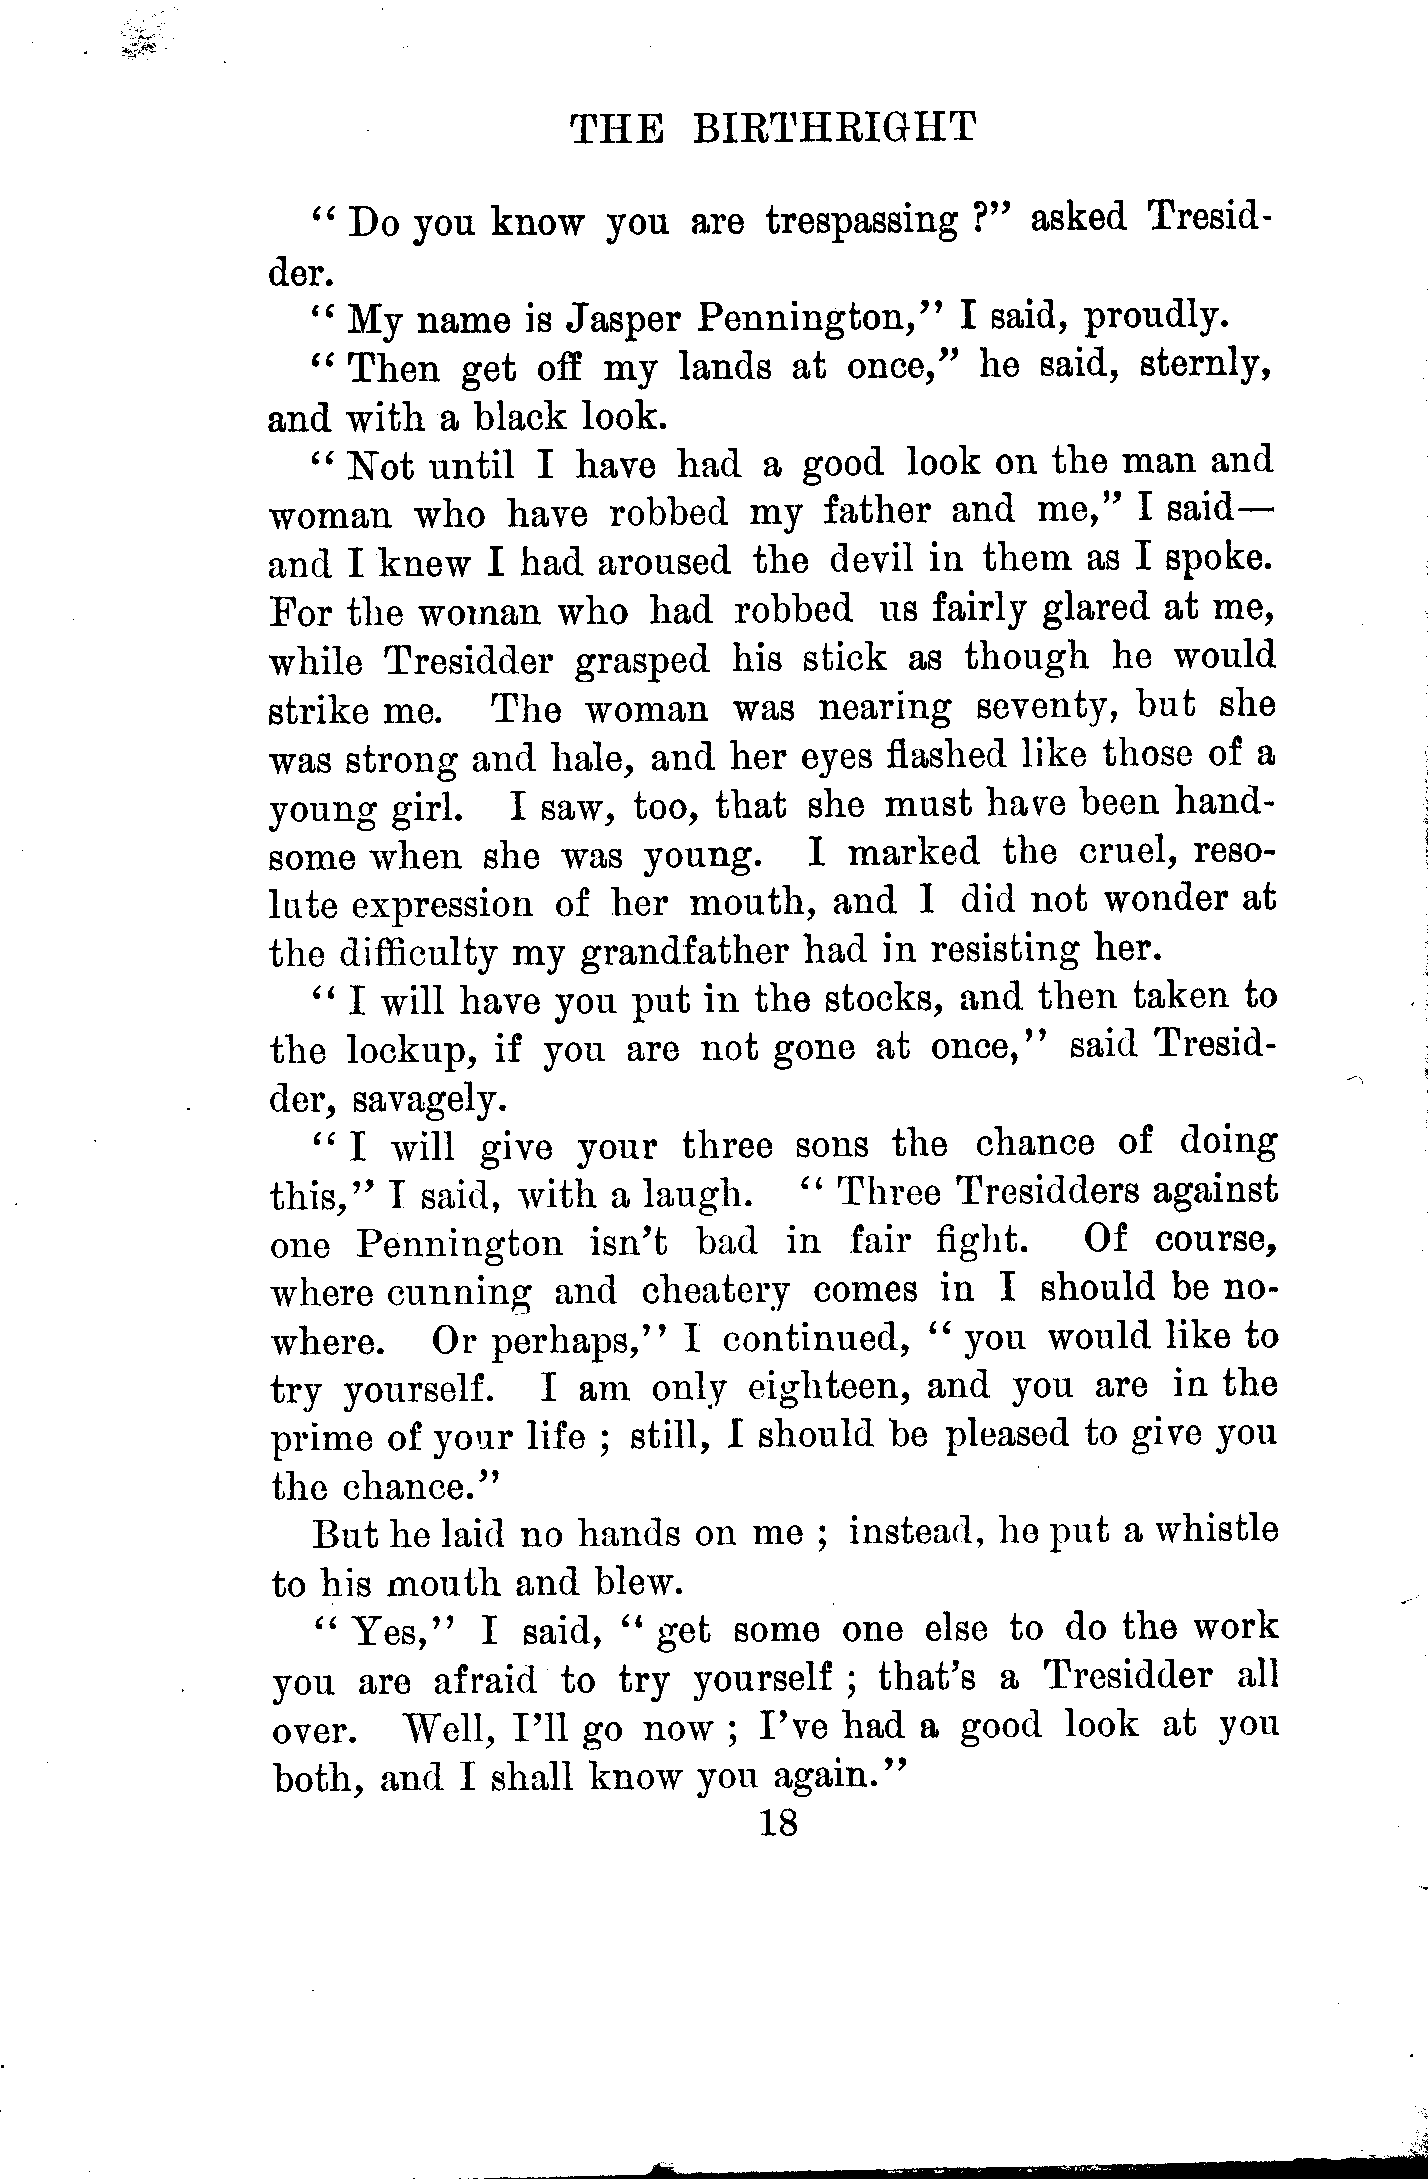 THE BIRTHRIGHT
“Do you know you are trespassing ?” asked Tresid-
der.
“My name is Jasper Pennington,” I said, proudly.
“Then get off my lands at once,” he said, sternly,
and with a black look.
“Not until I have had a good look on the man and
woman who have robbed my father and me,” I said—
and I knew I had aroused the devil in them as I spoke.
For the woman who had robbed us fairly glared at me,
while Tresidder grasped his stick as though he would
strike me. The woman was nearing seventy, but she
was strong and hale, and her eyes flashed like those of a
young girl. I saw, too, that she must have been hand-
some when she was young. I marked the cruel, reso-
lute expression of her mouth, and I did not wonder at
the difficulty my grandfather had in resisting her.
“I will have you put in the stocks, and then taken to
the lockup, if you are not gone at once,” said Tresid-
der, savagely.
“I will give your three sons the chance of doing
this,” I said, with a laugh. “Three Tresidders against
one Pennington isn’t bad in fair fight. Of course,
where cunning and cheatery comes in I should be no-
where. Or perhaps,” I continued, “you would like to
try yourself. I am only eighteen, and you are in the
prime of your life ; still, I should be pleased to give you
the chance.”
But he laid no hands on me ; instead, he put a whistle
to his mouth and blew.
“Yes,” I said, “get some one else to do the work
you are afraid to try yourself ; that’s a Tresidder all
over. Well, I’ll go now ; I’ve had a good look at you
both, and I shall know you again.”
18